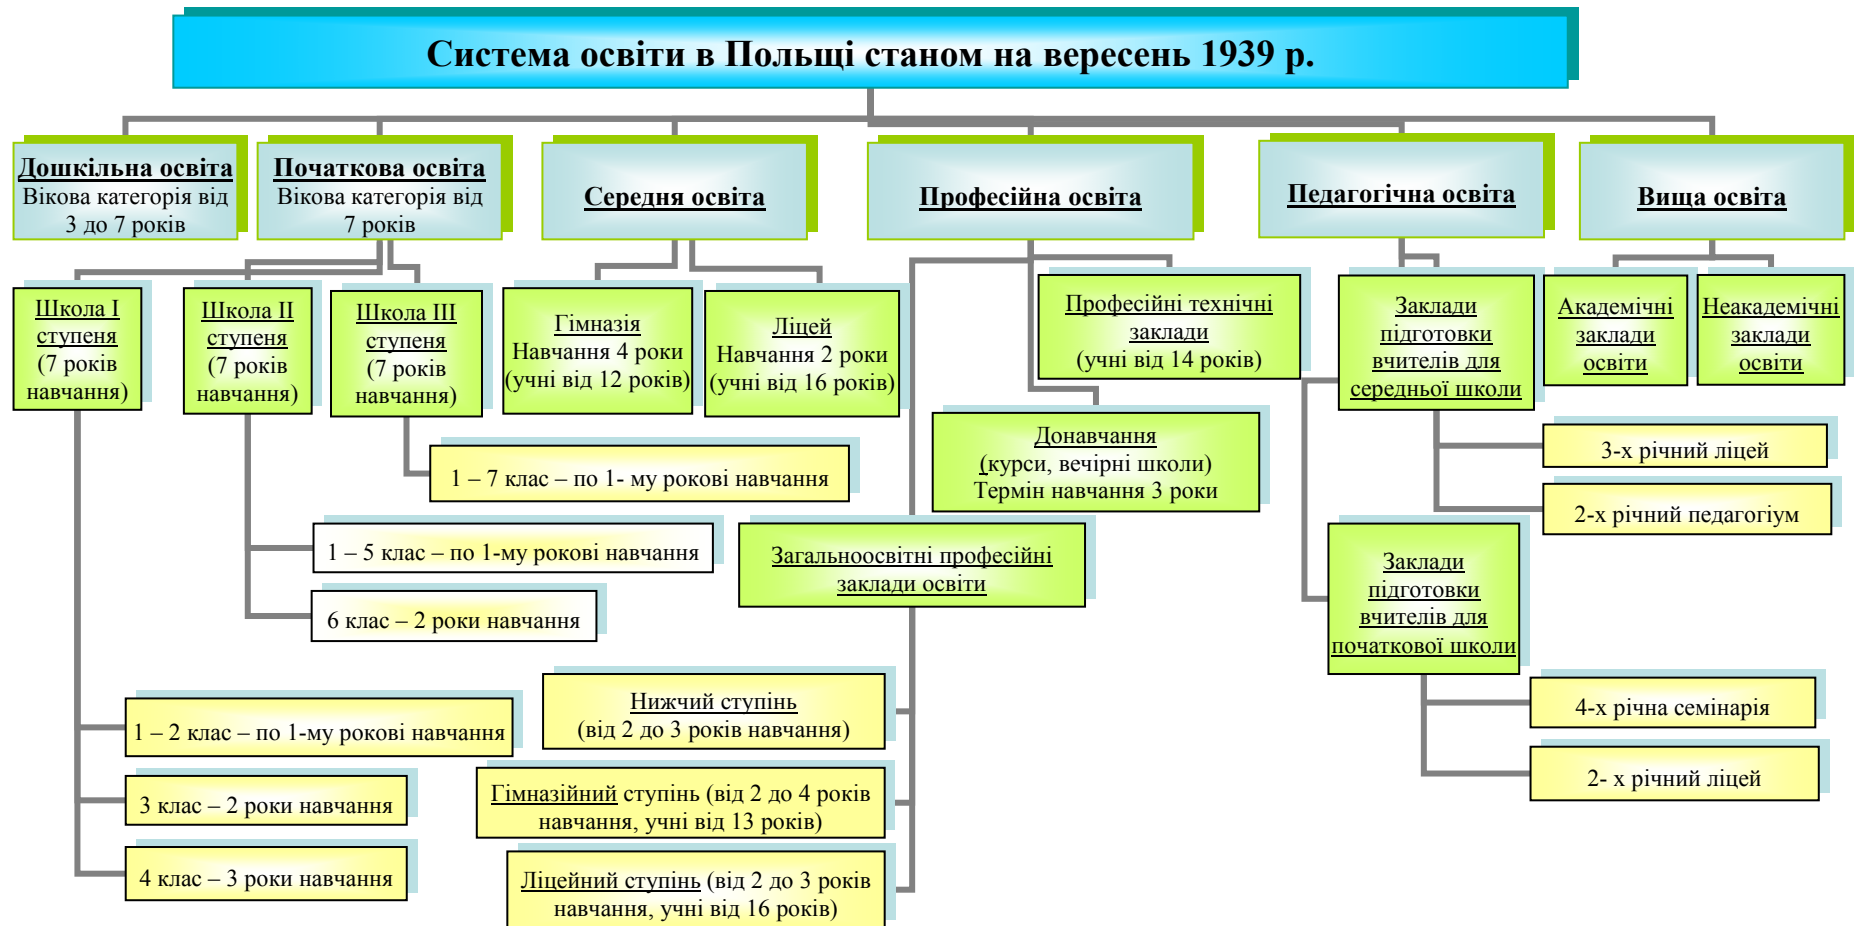 Система освіти в Польщі станом на вересень 1939 р.
Дошкільна освіта
Вікова категорія від
3 до 7 років
Початкова освіта
Вікова категорія від
7 років
Середня освіта
Професійна освіта
Педагогічна освіта
Вища освіта
Школа І
ступеня
(7 років
навчання)
Школа ІІ
ступеня
(7 років
навчання)
Школа ІІІ
ступеня
(7 років
навчання)
Гімназія
Навчання 4 роки
(учні від 12 років)
Ліцей
Навчання 2 роки
(учні від 16 років)
Професійні технічні
заклади
(учні від 14 років)
Заклади
підготовки
вчителів для
середньої школи
Академічні
заклади
освіти
Неакадемічні
заклади
освіти
Донавчання
(курси, вечірні школи)
Термін навчання 3 роки
3-х річний ліцей
2-х річний педагогіум
1 – 7 клас – по 1- му рокові навчання
1 – 5 клас – по 1-му рокові навчання
6 клас – 2 роки навчання
Загальноосвітні професійні
заклади освіти
Заклади
підготовки
вчителів для
початкової школи
1 – 2 клас – по 1-му рокові навчання
3 клас – 2 роки навчання
4 клас – 3 роки навчання
Нижчий ступінь
(від 2 до 3 років навчання)
Гімназійний ступінь (від 2 до 4 років
навчання, учні від 13 років)
Ліцейний ступінь (від 2 до 3 років
навчання, учні від 16 років)
4-х річна семінарія
2- х річний ліцей